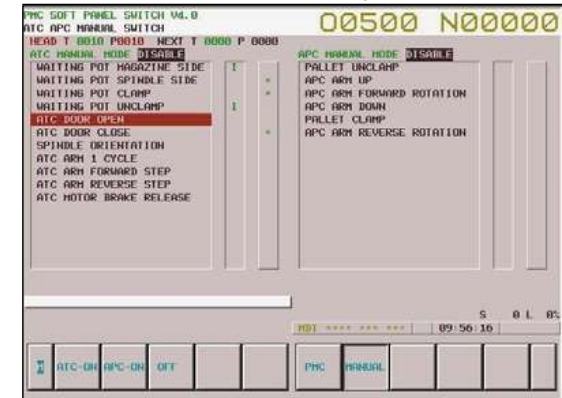 PMC SOFT PANEL SWITCH V4.0
ATC APC MANUAL SWITCH
O0500 N00000
HEAD T 0010 P0010 NEXT T 0000 P 0000
ATC MANUAL MODE DISABLE
WAITING POT MAGAZINE SIDE 1
WAITING POT SPINDLE SIDE *
WAITING POT CLAMP *
WAITING POT UNCLAMP 1
ATC DOOR OPEN
ATC DOOR CLOSE *
SPINDLE ORIENTATION
ATC ARM 1 CYCLE
ATC ARM FORWARD STEP
ATC ARM REVERSE STEP
ATC MOTOR BRAKE RELEASE
APC MANUAL MODE DISABLE
PALLET UNCLAMP
APC ARM UP
APC ARM FORWARD ROTATION
APC ARM DOWN
PALLET CLAMP
APC ARM REVERSE ROTATION
S 0 L 0%
MDI **** *** *** 09:56:16
ATC-ON APC-ON OFF PMC MANUAL